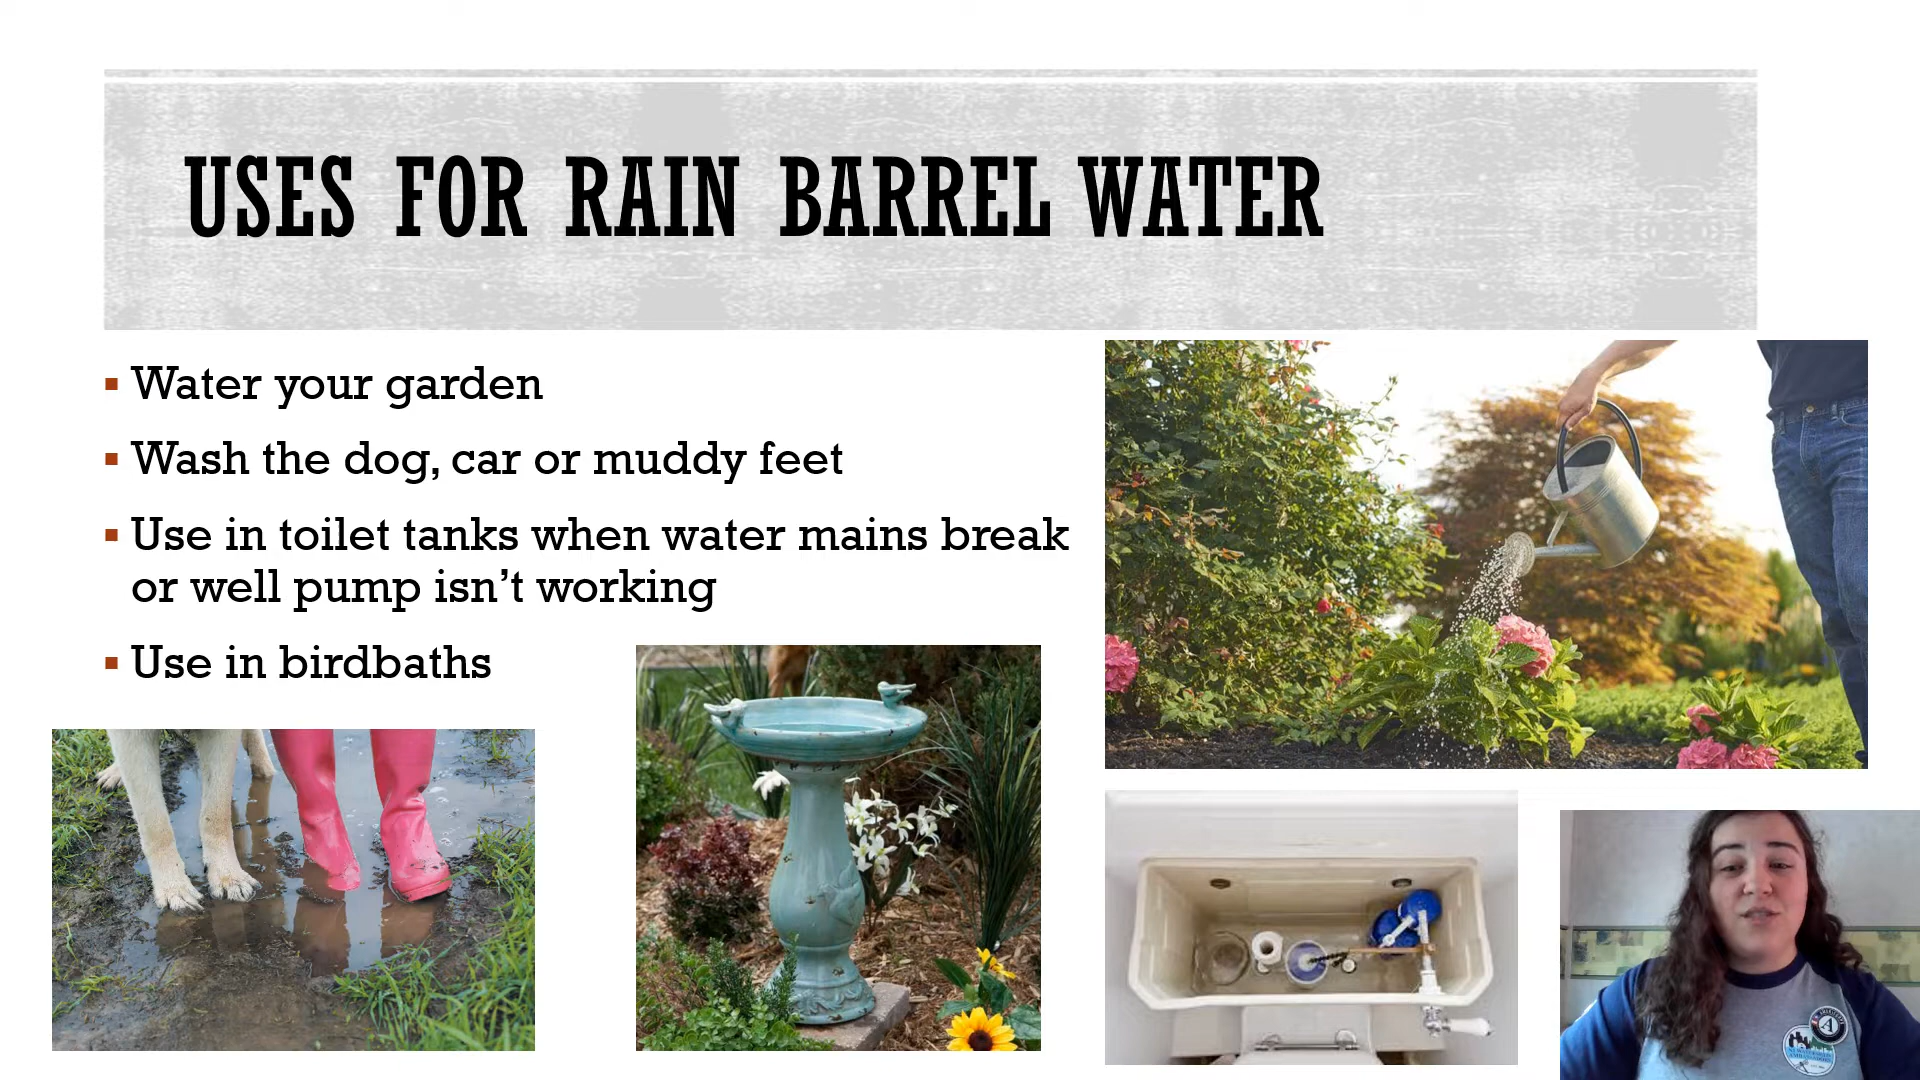 USES FOR RAIN BARREL WATER
▪ Water your garden
▪ Wash the dog, car or muddy feet
▪ Use in toilet tanks when water mains break
or well pump isn’t working
▪ Use in birdbaths